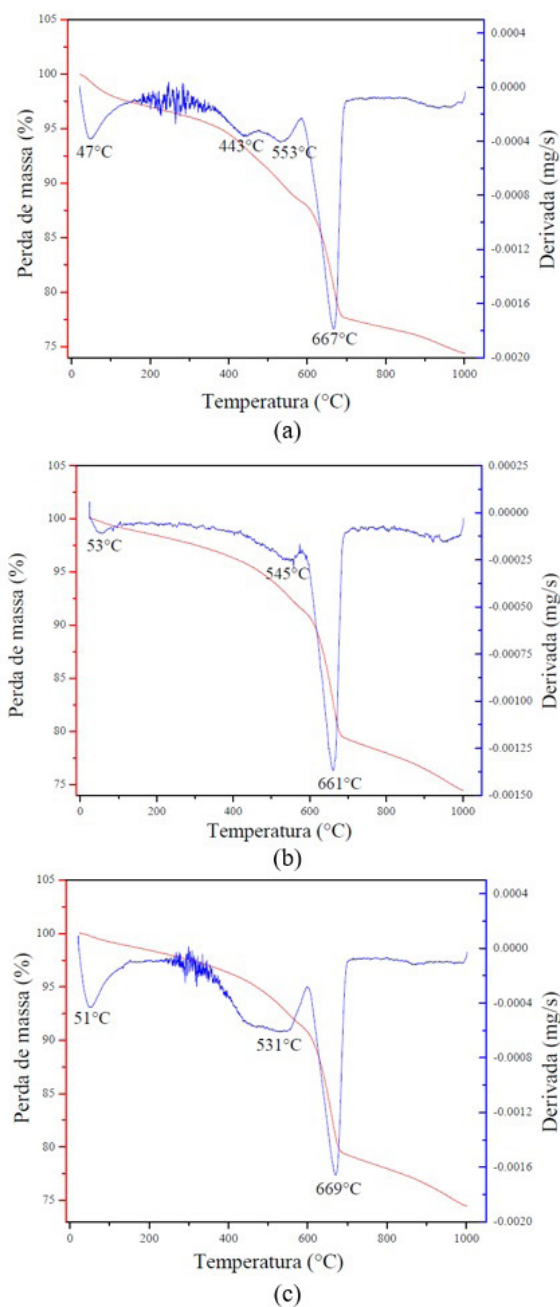 105
100
95
90
85
80
75
Perda de massa (%)
0.0004
0.0000
-0.0004
-0.0008
-0.0012
-0.0016
-0.0020
Derivada (mg/s)
47°C
443°C
553°C
667°C
0
200
400
600
800
1000
Temperatura (°C)
(a)
105
100
95
90
85
80
75
Perda de massa (%)
0.00025
0.00000
-0.00025
-0.00050
-0.00075
-0.00100
-0.00125
-0.00150
Derivada (mg/s)
53°C
545°C
661°C
0
200
400
600
800
1000
Temperatura (°C)
(b)
105
100
95
90
85
80
75
Perda de massa (%)
0.0004
0.0000
-0.0004
-0.0008
-0.0012
-0.0016
-0.0020
Derivada (mg/s)
51°C
531°C
669°C
0
200
400
600
800
1000
Temperatura (°C)
(c)